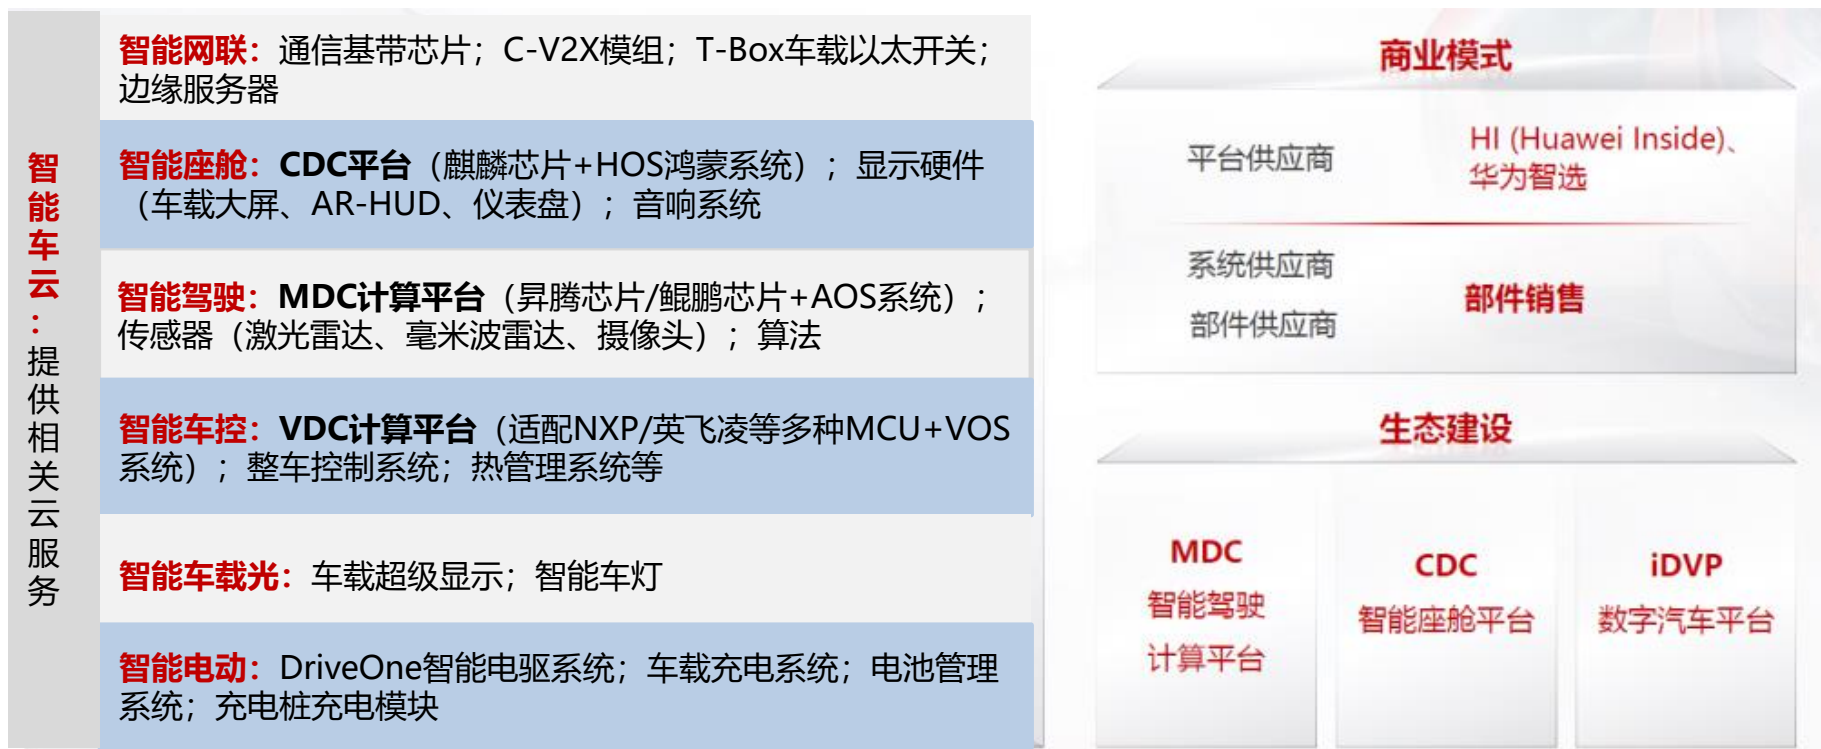 智能车云：提供相关云服务
智能网联：通信基带芯片；C-V2X模组；T-Box车载以太开关；
边缘服务器
智能座舱：CDC平台（麒麟芯片+HOS鸿蒙系统）；显示硬件
（车载大屏、AR-HUD、仪表盘）；音响系统
智能驾驶：MDC计算平台（昇腾芯片/鲲鹏芯片+AOS系统）；
传感器（激光雷达、毫米波雷达、摄像头）；算法
智能车控：VDC计算平台（适配NXP/英飞凌等多种MCU+VOS
系统）；整车控制系统；热管理系统等
智能车载光：车载超级显示；智能车灯
智能电动：DriveOne智能电驱系统；车载充电系统；电池管理
系统；充电桩充电模块
商业模式
平台供应商
HI (Huawei Inside)、
华为智选
系统供应商
部件供应商
部件销售
生态建设
MDC
智能驾驶
计算平台
CDC
智能座舱平台
iDVP
数字汽车平台